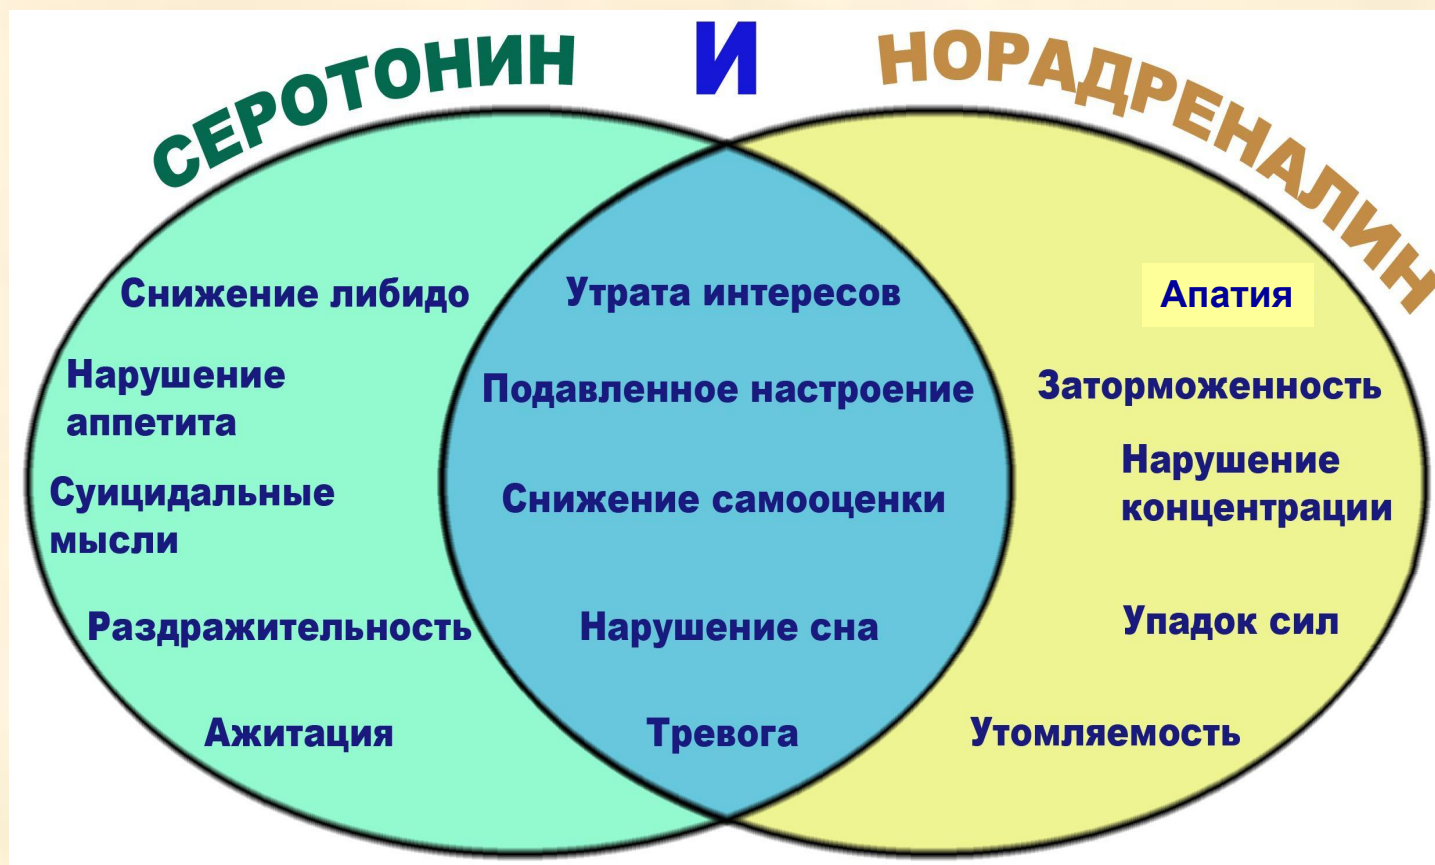 СЕРОТОНИН И НОРАДРЕНАЛИН
Снижение либидо
Нарушение
аппетита
Суицидальные
мысли
Раздражительность
Ажитация
Утрата интересов
Подавленное настроение
Снижение самооценки
Нарушение сна
Тревога
Апатия
Заторможенность
Нарушение
концентрации
Упадок сил
Утомляемость